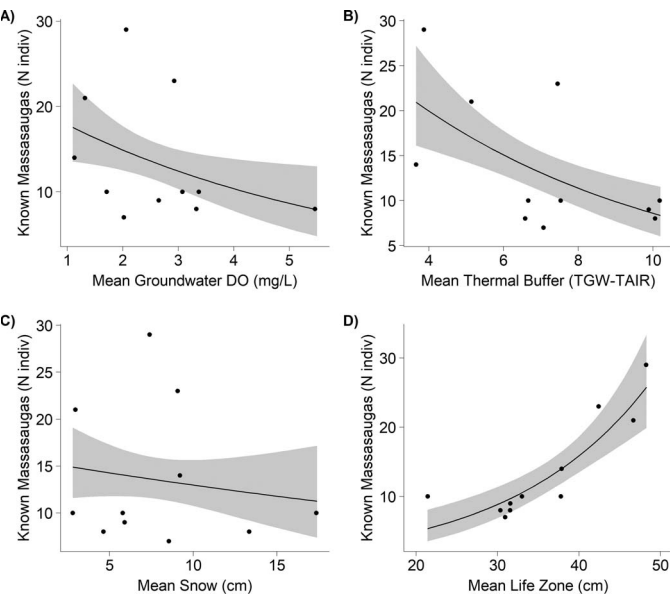 A)
Known Massasaugas (N indiv)
30
20
10
1 2 3 4 5
Mean Groundwater DO (mg/L)
B)
Known Massasaugas (N indiv)
30
25
20
15
10
5
4 6 8 10
Mean Thermal Buffer (TGW-TAIR)
C)
Known Massasaugas (N indiv)
30
25
20
15
10
5 10 15
Mean Snow (cm)
D)
Known Massasaugas (N indiv)
30
20
10
20 30 40 50
Mean Life Zone (cm)